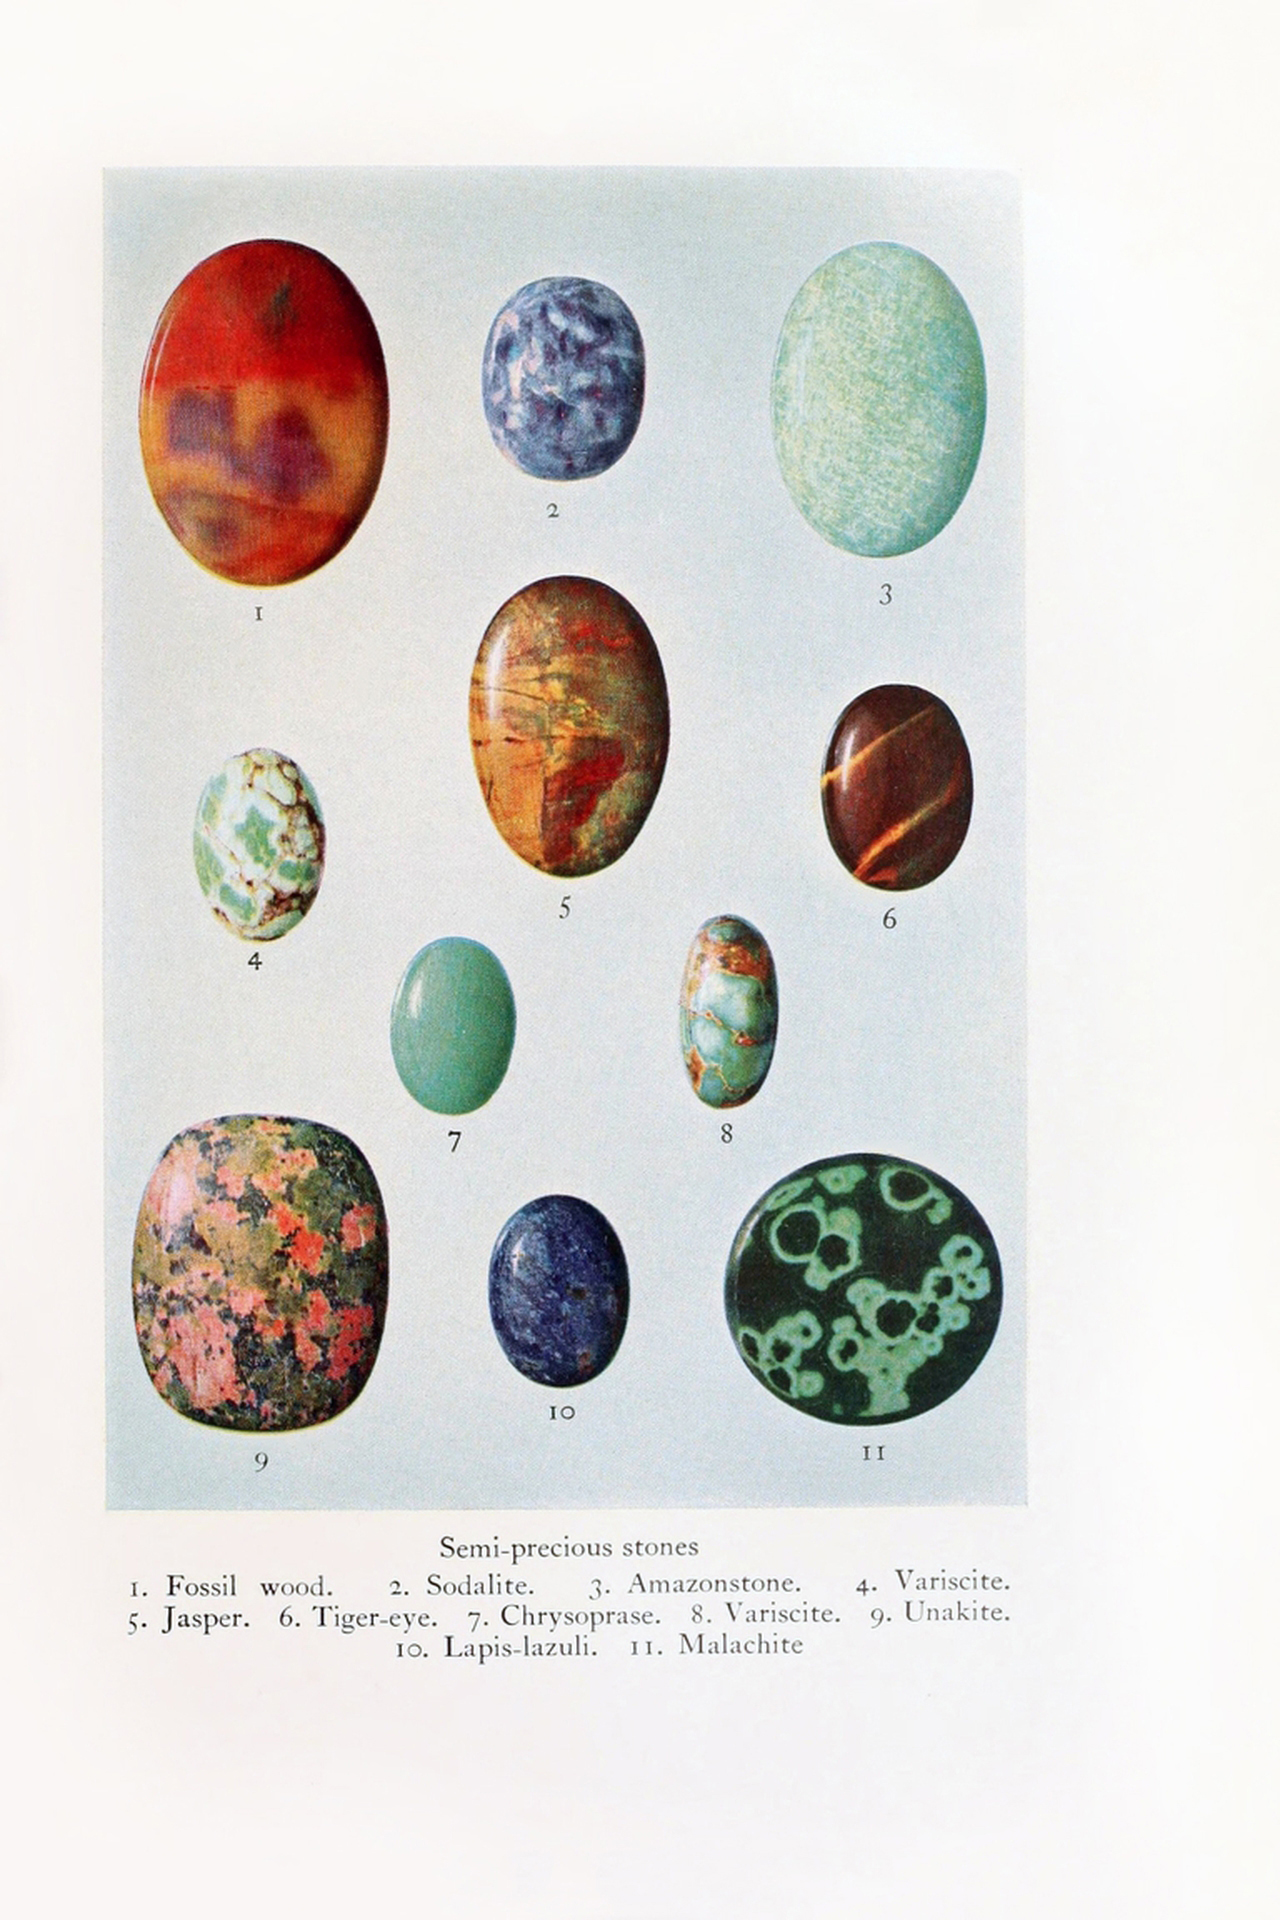 1
2
3
4
5
6
7
8
9
10
11
Semi-precious stones
1. Fossil wood. 2. Sodalite. 3. Amazonstone. 4. Variscite.
5. Jasper. 6. Tiger-eye. 7. Chrysoprase. 8. Variscite. 9. Unakite.
10. Lapis-lazuli. 11. Malachite